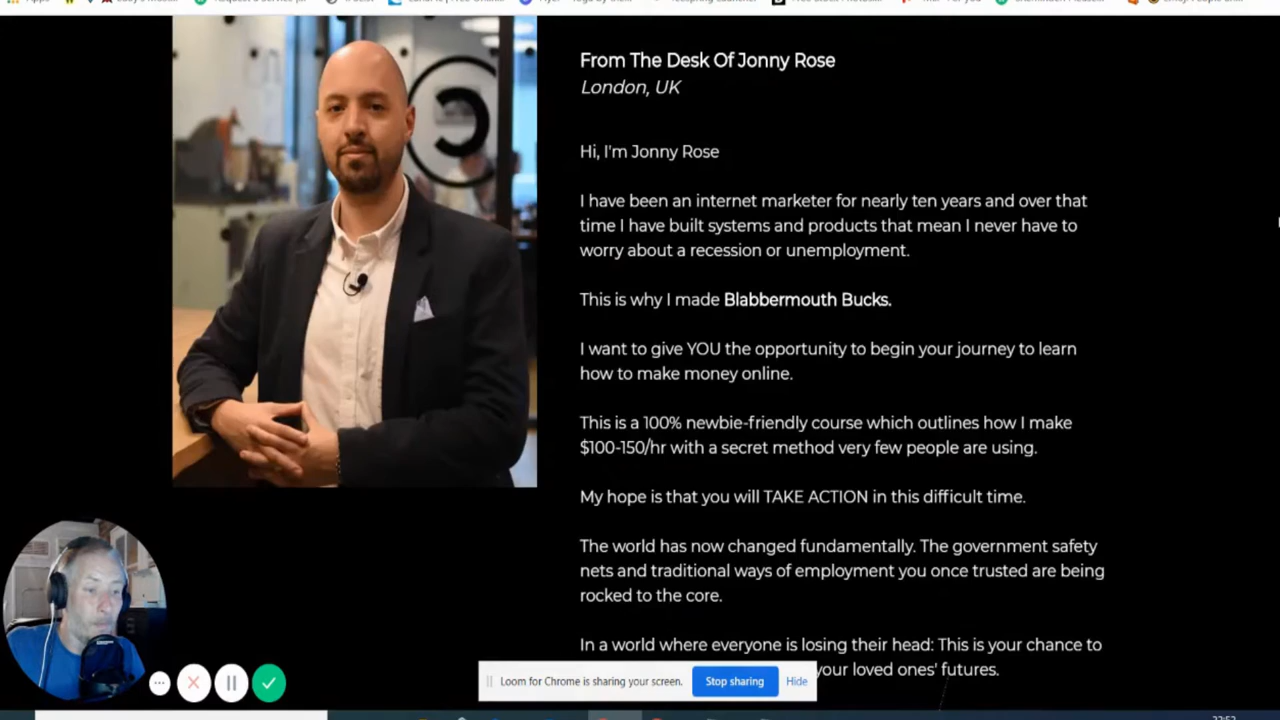 Apps
From The Desk Of Jonny Rose
London, UK
Hi, I'm Jonny Rose
I have been an internet marketer for nearly ten years and over that
time I have built systems and products that mean I never have to
worry about a recession or unemployment.
This is why I made Blabbermouth Bucks.
I want to give YOU the opportunity to begin your journey to learn
how to make money online.
This is a 100% newbie-friendly course which outlines how I make
$100-150/hr with a secret method very few people are using.
My hope is that you will TAKE ACTION in this difficult time.
The world has now changed fundamentally. The government safety
nets and traditional ways of employment you once trusted are being
rocked to the core.
In a world where everyone is losing their head: This is your chance to
your loved ones' futures.
Loom for Chrome is sharing your screen.
Stop sharing
Hide